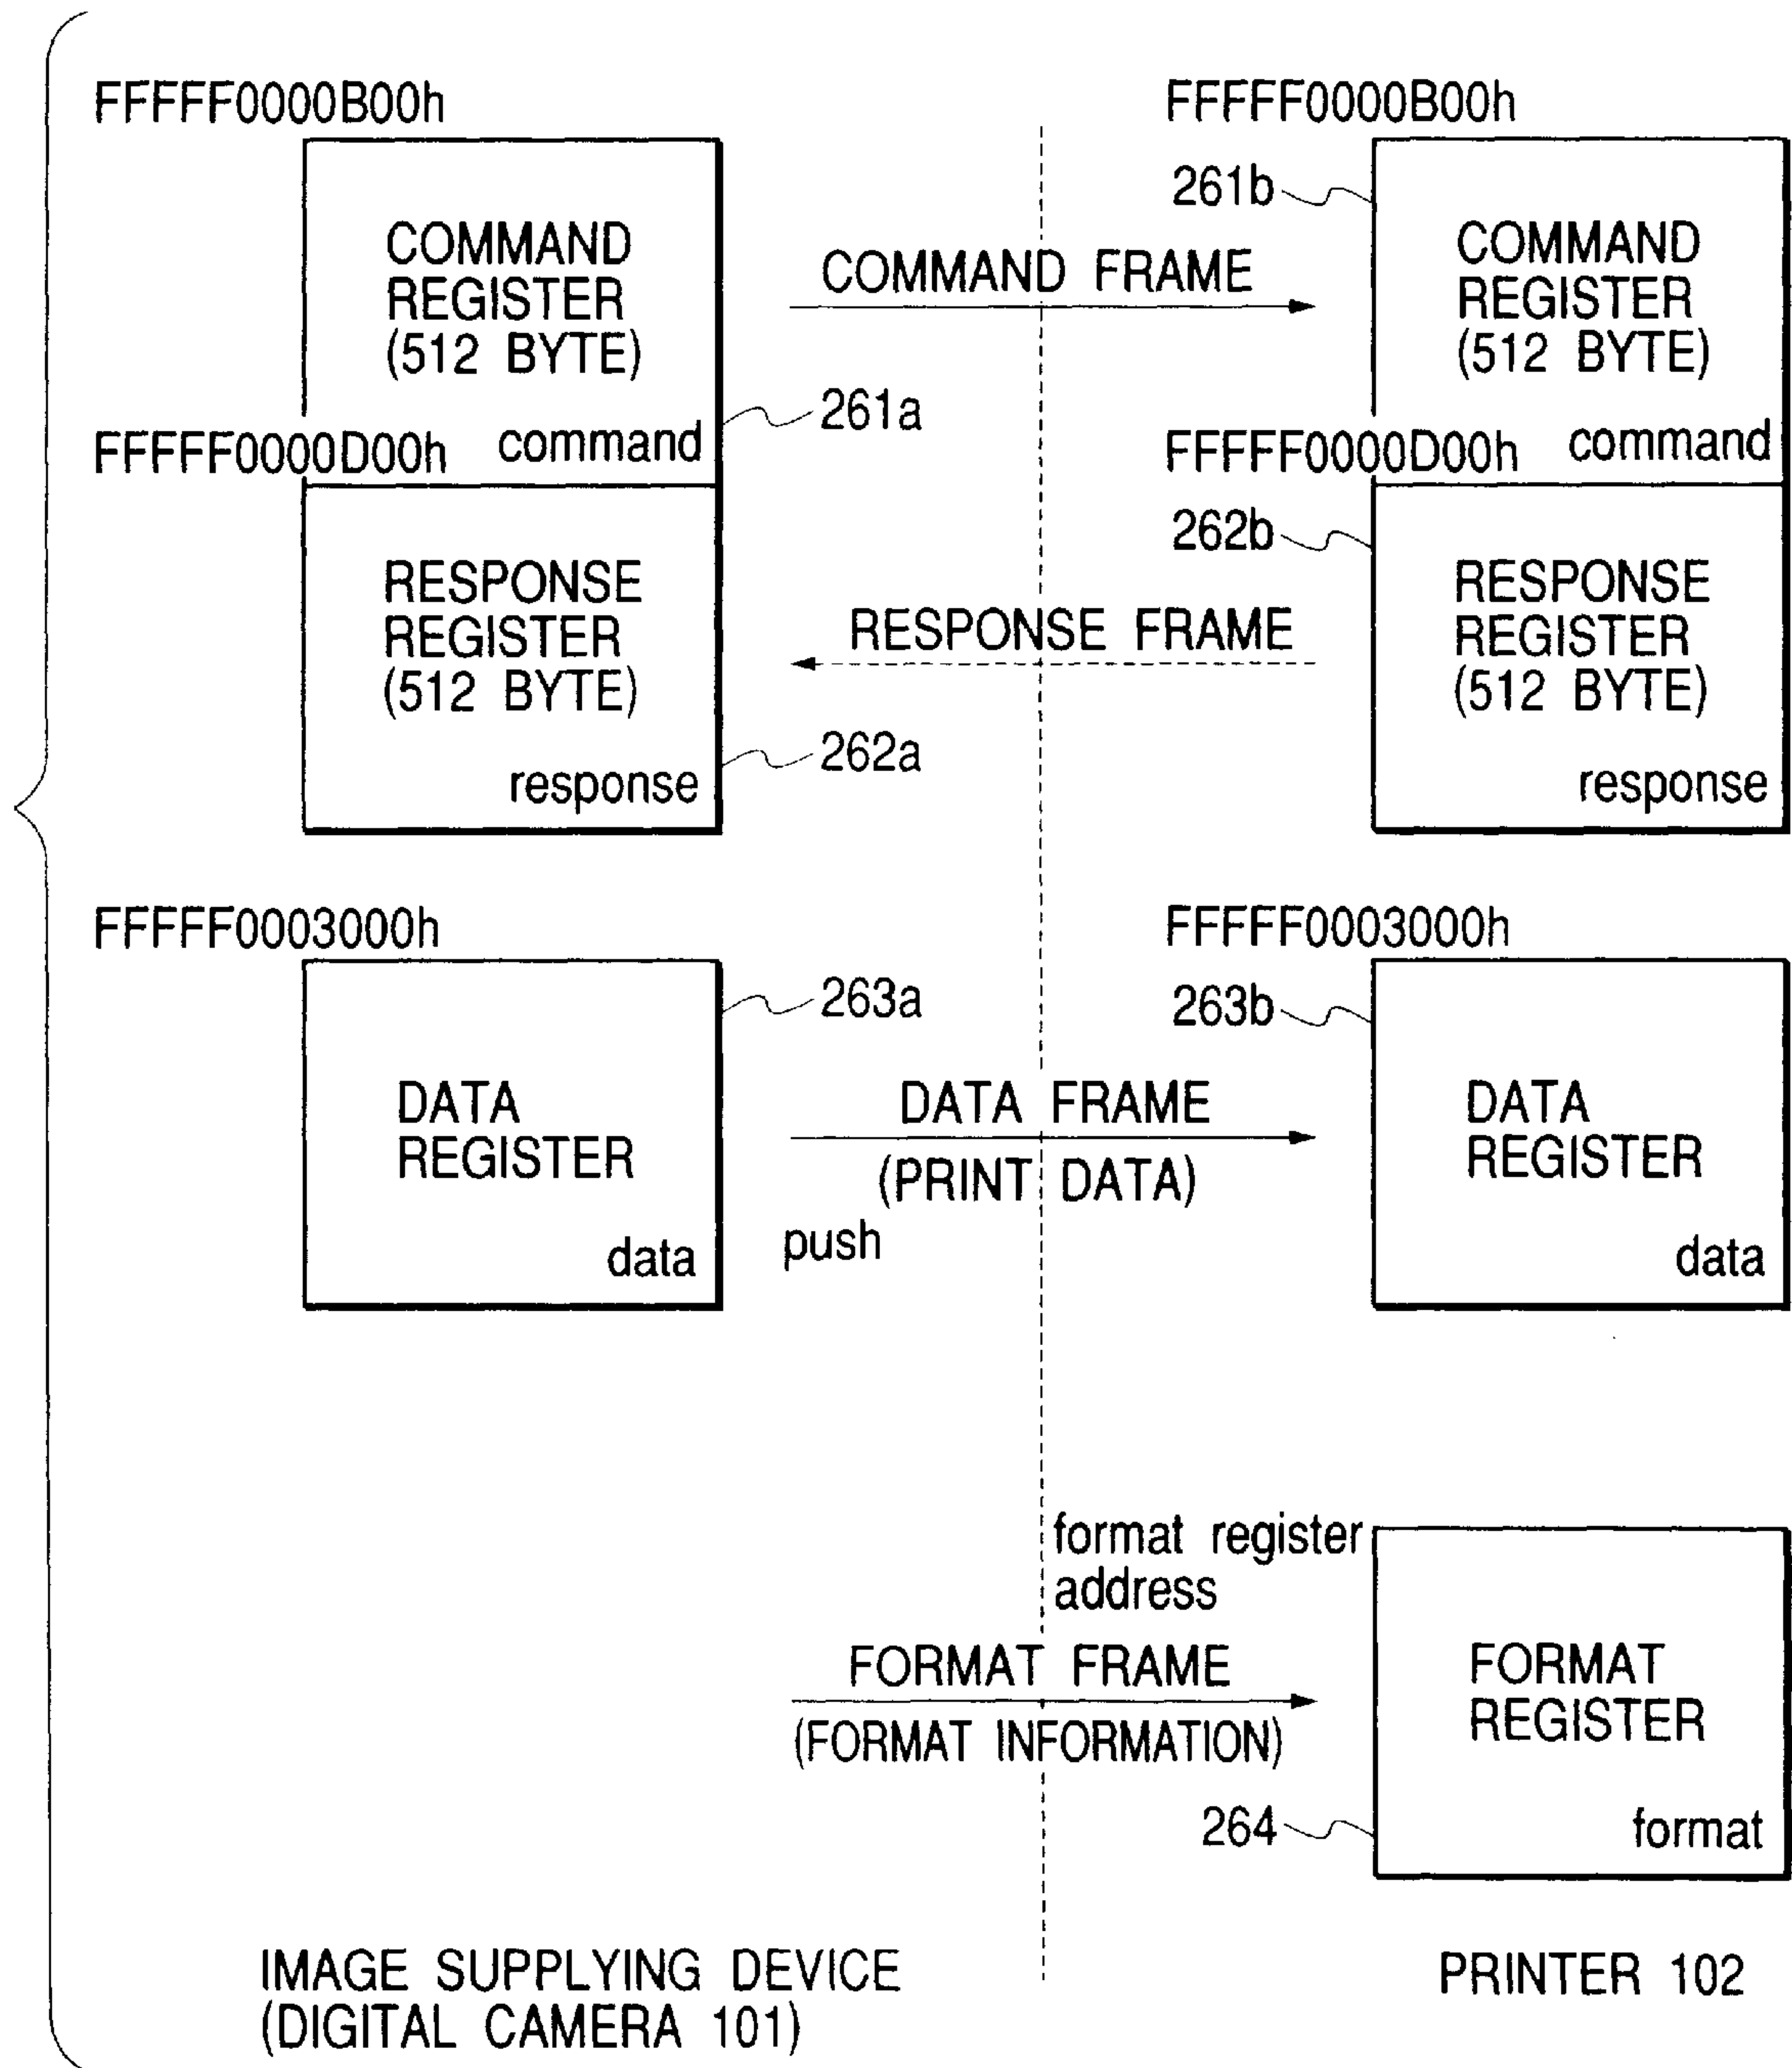 FFFFF0000B00h
FFFFF0000B00h
261b
COMMAND
REGISTER
(512 BYTE)
command
COMMAND FRAME
COMMAND
REGISTER
(512 BYTE)
command
261a
FFFFF0000D00h
FFFFF0000D00h
262b
RESPONSE
REGISTER
(512 BYTE)
response
RESPONSE FRAME
RESPONSE
REGISTER
(512 BYTE)
response
262a
FFFFF0003000h
FFFFF0003000h
263a
263b
DATA
REGISTER
data
DATA FRAME
(PRINT DATA)
push
DATA
REGISTER
data
format register
address
FORMAT FRAME
(FORMAT INFORMATION)
FORMAT
REGISTER
format
264
IMAGE SUPPLYING DEVICE
(DIGITAL CAMERA 101)
PRINTER 102